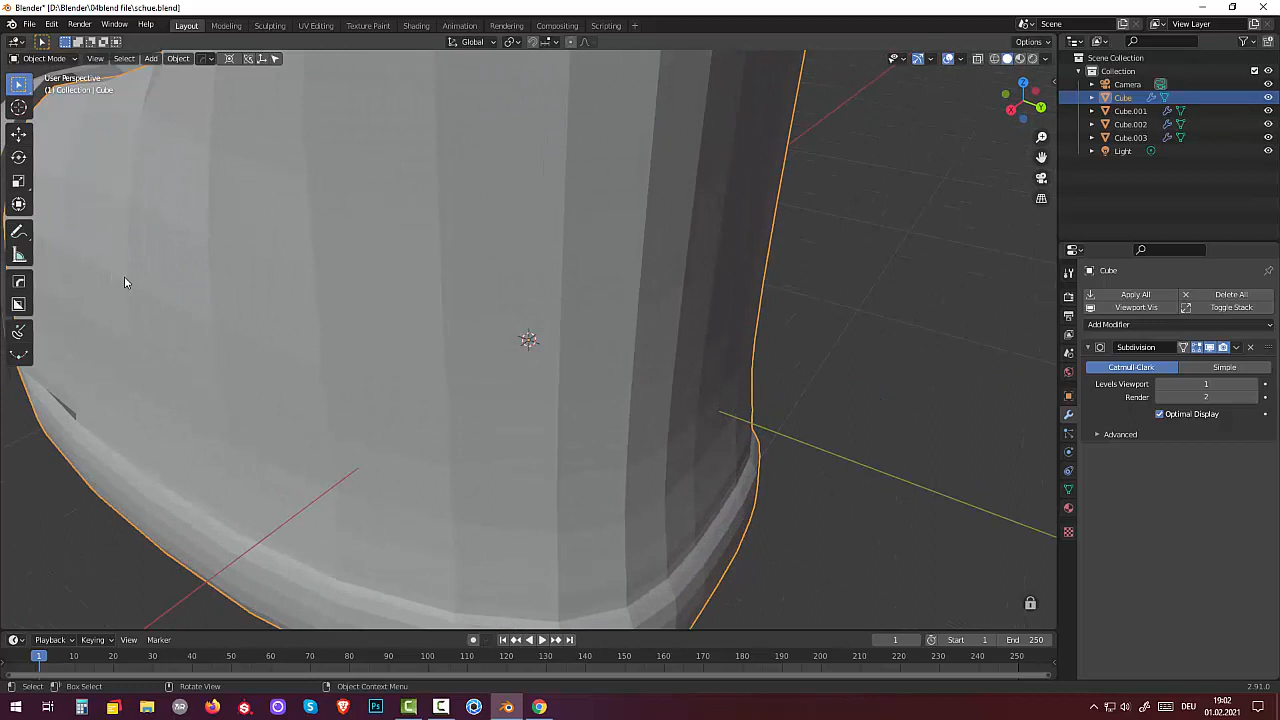 Blender* [D:\Blender\04blend file\schue.blend]
File Edit Render Window Help Layout Modeling Sculpting UV Editing Texture Paint Shading Animation Rendering Compositing Scripting Scene View Layer
Global Options
Object Mode View Select Add Object
User Perspective
(1) Collection | Cube
Scene Collection
Collection
Camera
Cube
Cube.001
Cube.002
Cube.003
Light
Z
Y
X
Cube
Apply All Delete All
Viewport Vis Toggle Stack
Add Modifier
Subdivision
Catmull-Clark Simple
Levels Viewport 1
Render 2
Optimal Display
Advanced
Playback Keying View Marker 1 Start 1 End 250
1 10 20 30 40 50 60 70 80 90 100 110 120 130 140 150 160 170 180 190 200 210 220 230 240 250
Select Box Select Rotate View Object Context Menu 2.91.0
DEU
19:02
01.02.2021